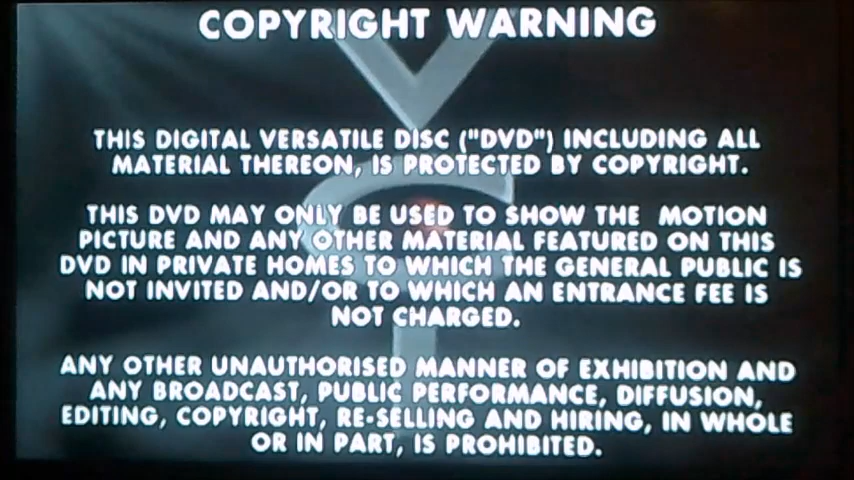 COPYRIGHT WARNING
THIS DIGITAL VERSATILE DISC ("DVD") INCLUDING ALL
MATERIAL THEREON, IS PROTECTED BY COPYRIGHT.
THIS DVD MAY ONLY BE USED TO SHOW THE MOTION
PICTURE AND ANY OTHER MATERIAL FEATURED ON THIS
DVD IN PRIVATE HOMES TO WHICH THE GENERAL PUBLIC IS
NOT INVITED AND/OR TO WHICH AN ENTRANCE FEE IS
NOT CHARGED.
ANY OTHER UNAUTHORISED MANNER OF EXHIBITION AND
ANY BROADCAST, PUBLIC PERFORMANCE, DIFFUSION,
EDITING, COPYRIGHT, RE-SELLING AND HIRING, IN WHOLE
OR IN PART, IS PROHIBITED.